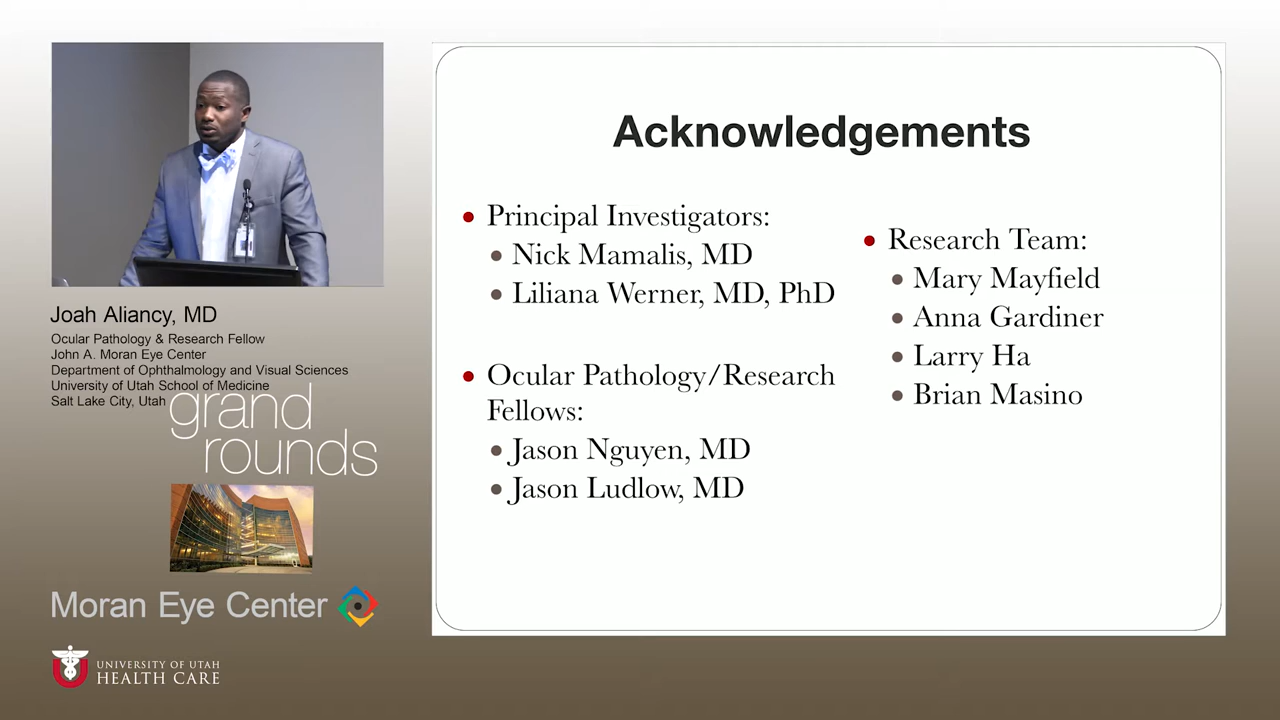 Joah Aliancy, MD
Ocular Pathology & Research Fellow
John A. Moran Eye Center
Department of Ophthalmology and Visual Sciences
University of Utah School of Medicine
Salt Lake City, Utah
grand
rounds
Moran Eye Center
UNIVERSITY OF UTAH
HEALTH CARE
Acknowledgements
• Principal Investigators:
• Nick Mamalis, MD
• Liliana Werner, MD, PhD
• Ocular Pathology/Research
Fellows:
• Jason Nguyen, MD
• Jason Ludlow, MD
• Research Team:
• Mary Mayfield
• Anna Gardiner
• Larry Ha
• Brian Masino